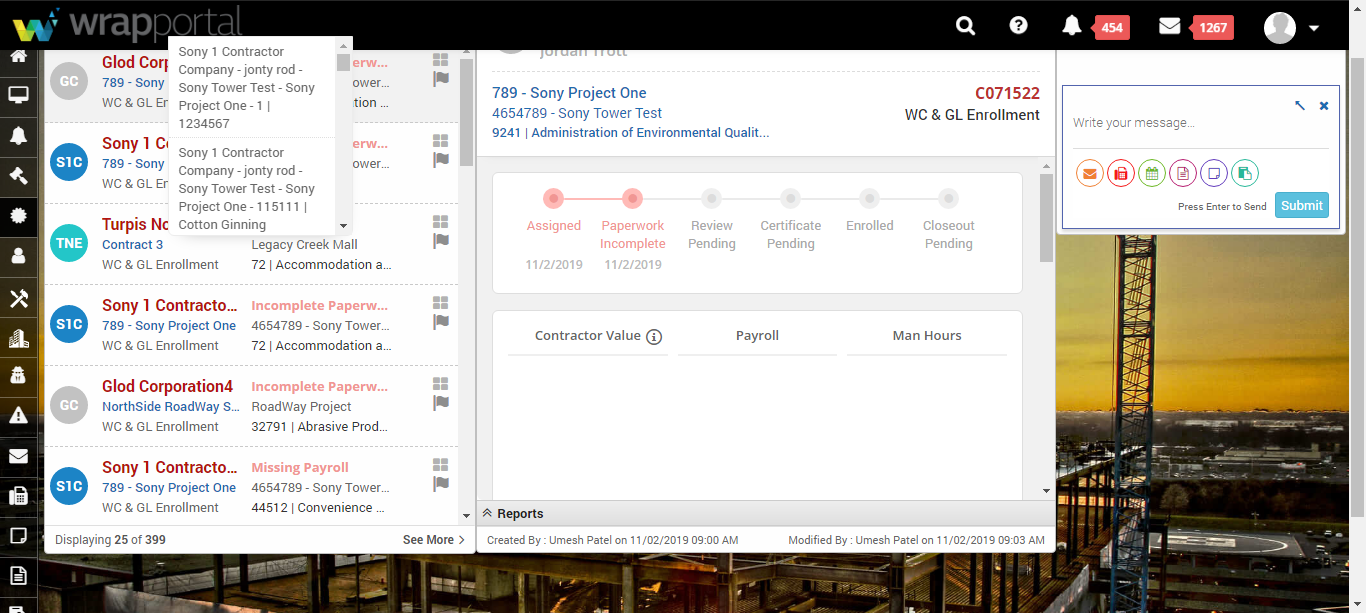 wrapportal
454
1267
Sony 1 Contractor
Company - jonty rod -
Sony Tower Test - Sony
Project One - 1 |
1234567
Sony 1 Contractor
Company - jonty rod -
Sony Tower Test - Sony
Project One - 115111 |
Cotton Ginning
GC
Glod Corp
erw...
789 - Sony
ower...
WC & GL En
tion ...
S1C
Sony 1 Co
erw...
789 - Sony
ower...
WC & GL En
TNE
Turpis No
Contract 3
Legacy Creek Mall
WC & GL Enrollment
72 | Accommodation a...
S1C
Sony 1 Contracto...
Incomplete Paperw...
789 - Sony Project One
4654789 - Sony Tower...
WC & GL Enrollment
72 | Accommodation a...
GC
Glod Corporation4
Incomplete Paperw...
NorthSide RoadWay S...
RoadWay Project
WC & GL Enrollment
32791 | Abrasive Prod...
S1C
Sony 1 Contracto...
Missing Payroll
789 - Sony Project One
4654789 - Sony Tower...
WC & GL Enrollment
44512 | Convenience ...
Displaying 25 of 399
See More
Jordan Trott
789 - Sony Project One
C071522
4654789 - Sony Tower Test
WC & GL Enrollment
9241 | Administration of Environmental Qualit...
Assigned
11/2/2019
Paperwork
Incomplete
11/2/2019
Review
Pending
Certificate
Pending
Enrolled
Closeout
Pending
Contractor Value
Payroll
Man Hours
Reports
Created By : Umesh Patel on 11/02/2019 09:00 AM
Modified By : Umesh Patel on 11/02/2019 09:03 AM
Write your message...
Press Enter to Send
Submit